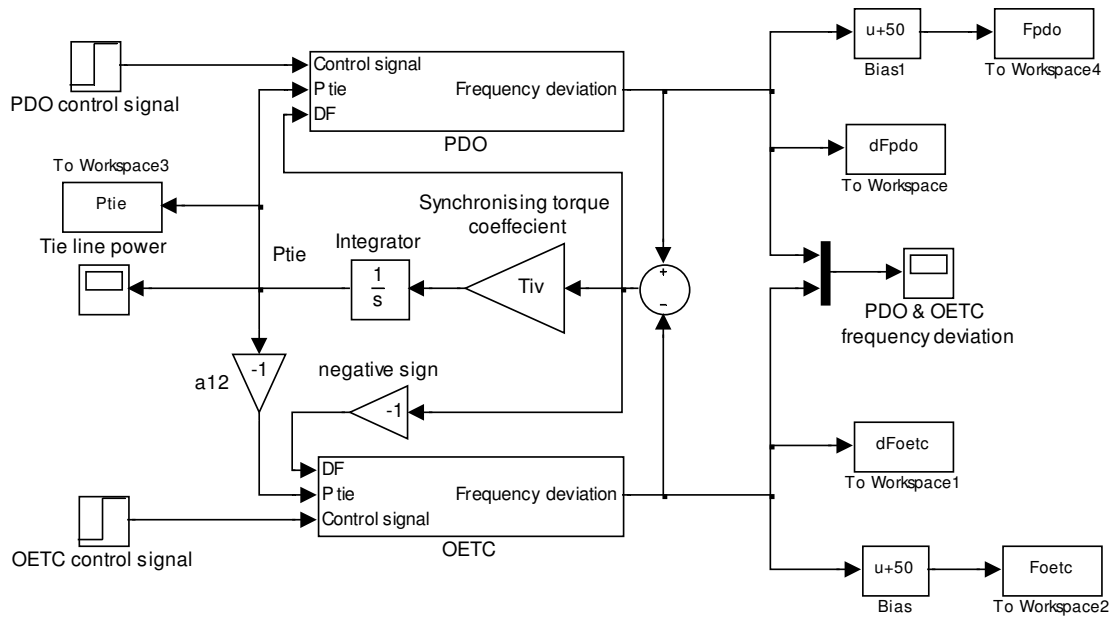 u+50
Fpdo
Bias1
To Workspace4
PDO control signal
Control signal
Ptie
DF
Frequency deviation
PDO
dFpdo
To Workspace
To Workspace3
Ptie
Tie line power
Ptie
Integrator
1
s
Synchronising torque
coeffecient
Tiv
+
−
PDO & OETC
frequency deviation
-1
a12
negative sign
-1
dFoetc
To Workspace1
DF
Ptie
Control signal
Frequency deviation
OETC
OETC control signal
u+50
Foetc
Bias
To Workspace2